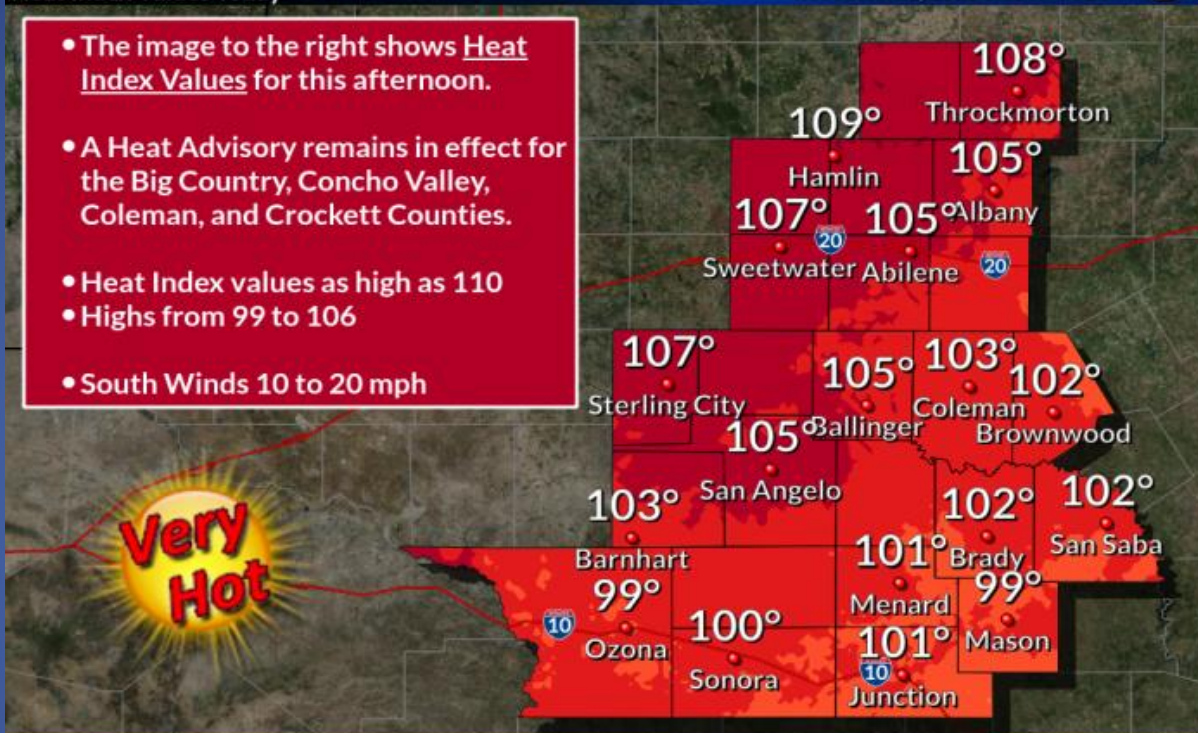 • The image to the right shows Heat
Index Values for this afternoon.
• A Heat Advisory remains in effect for
the Big Country, Concho Valley,
Coleman, and Crockett Counties.
• Heat Index values as high as 110
• Highs from 99 to 106
• South Winds 10 to 20 mph
108°
Throckmorton
109°
Hamlin
105°
Albany
107°
Sweetwater
105°
Abilene
20
20
107°
Sterling City
105°
Ballinger
103°
Coleman
102°
Brownwood
105°
San Angelo
103°
Barnhart
102°
Brady
102°
San Saba
101°
Menard
99°
Mason
99°
Ozona
10
100°
Sonora
101°
10
Junction
Very
Hot